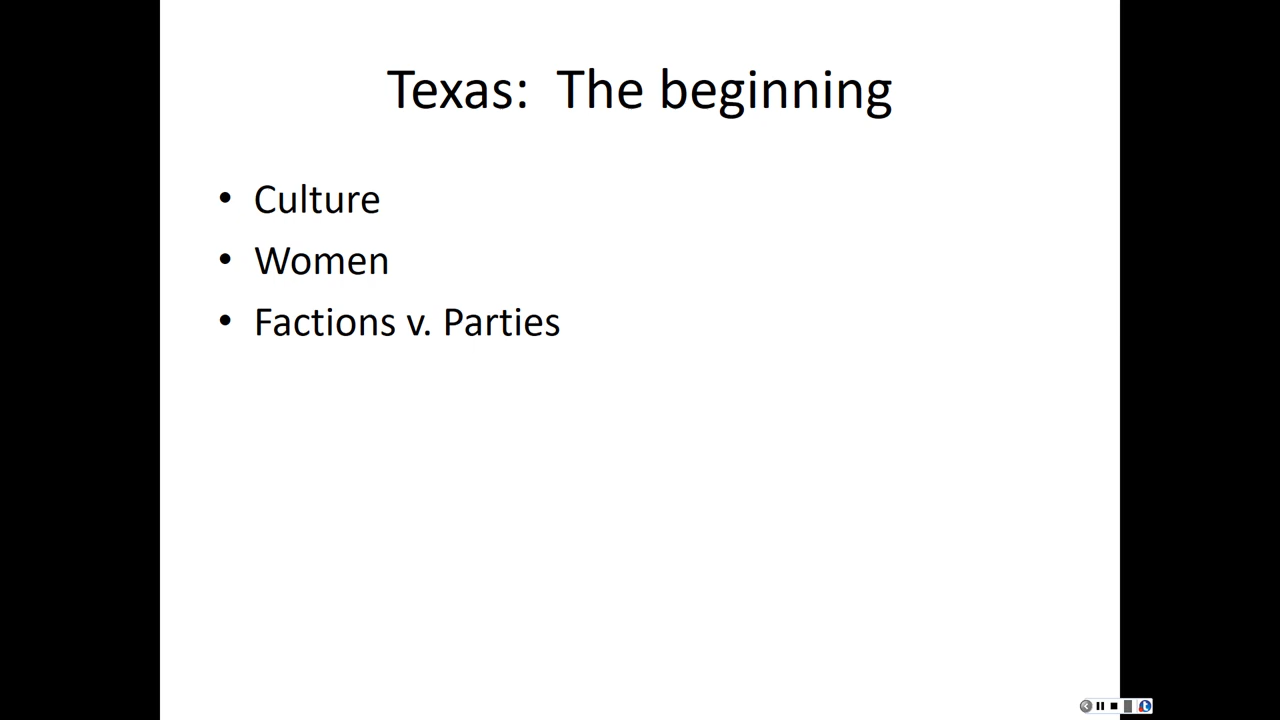 Texas:  The beginning
• Culture
• Women
• Factions v. Parties